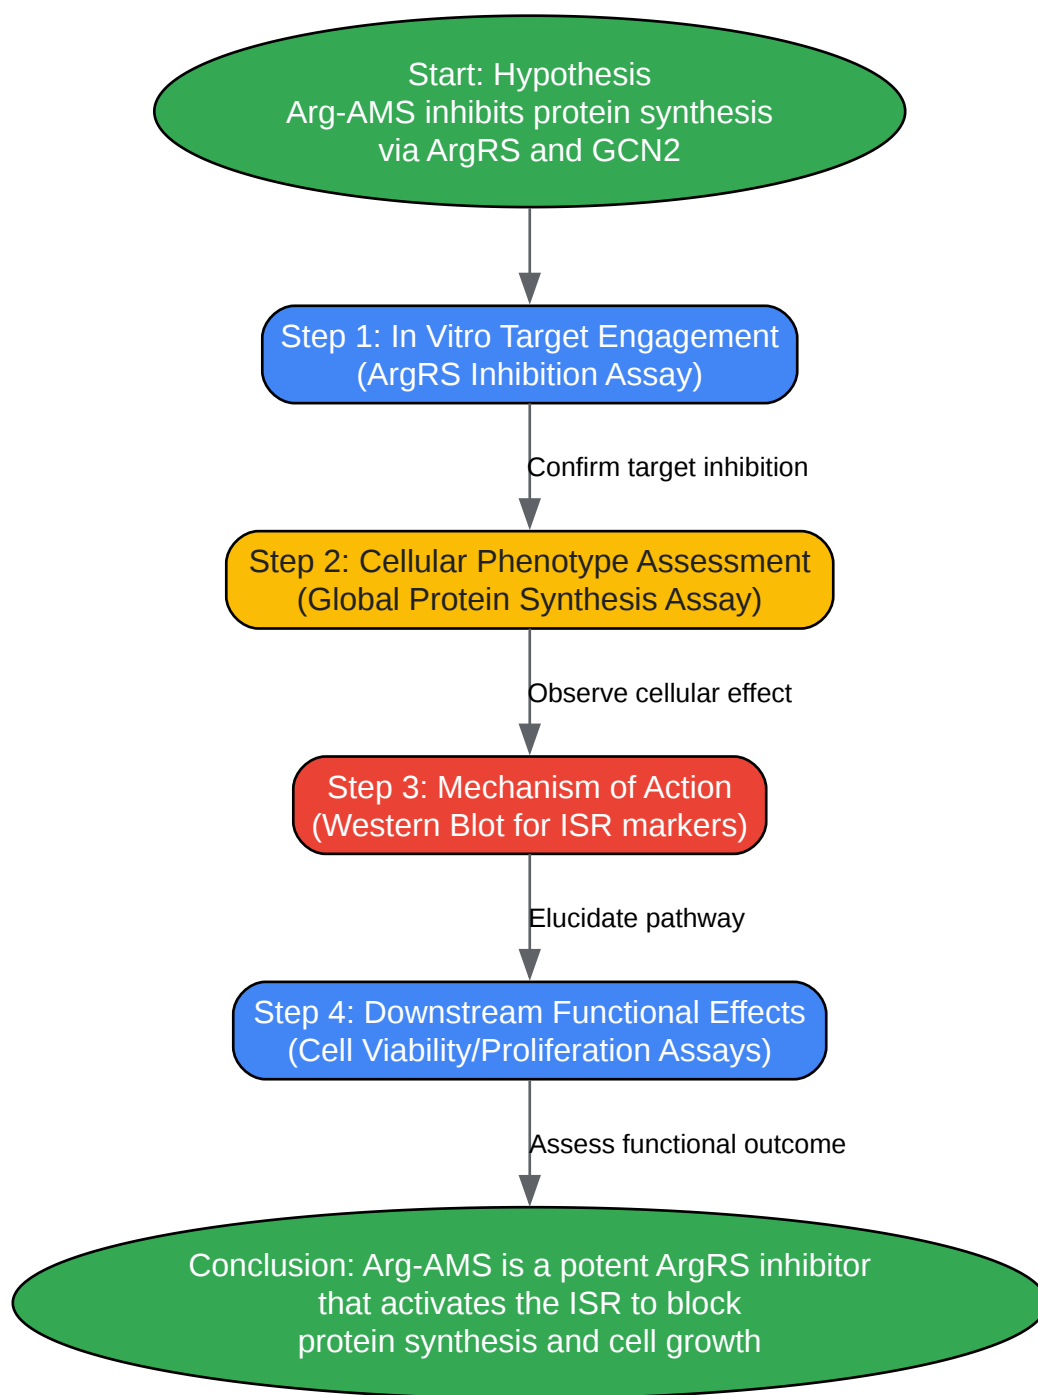 Start: Hypothesis
Arg-AMS inhibits protein synthesis
via ArgRS and GCN2
Step 1: In Vitro Target Engagement
(ArgRS Inhibition Assay)
Confirm target inhibition
Step 2: Cellular Phenotype Assessment
(Global Protein Synthesis Assay)
Observe cellular effect
Step 3: Mechanism of Action
(Western Blot for ISR markers)
Elucidate pathway
Step 4: Downstream Functional Effects
(Cell Viability/Proliferation Assays)
Assess functional outcome
Conclusion: Arg-AMS is a potent ArgRS inhibitor
that activates the ISR to block
protein synthesis and cell growth